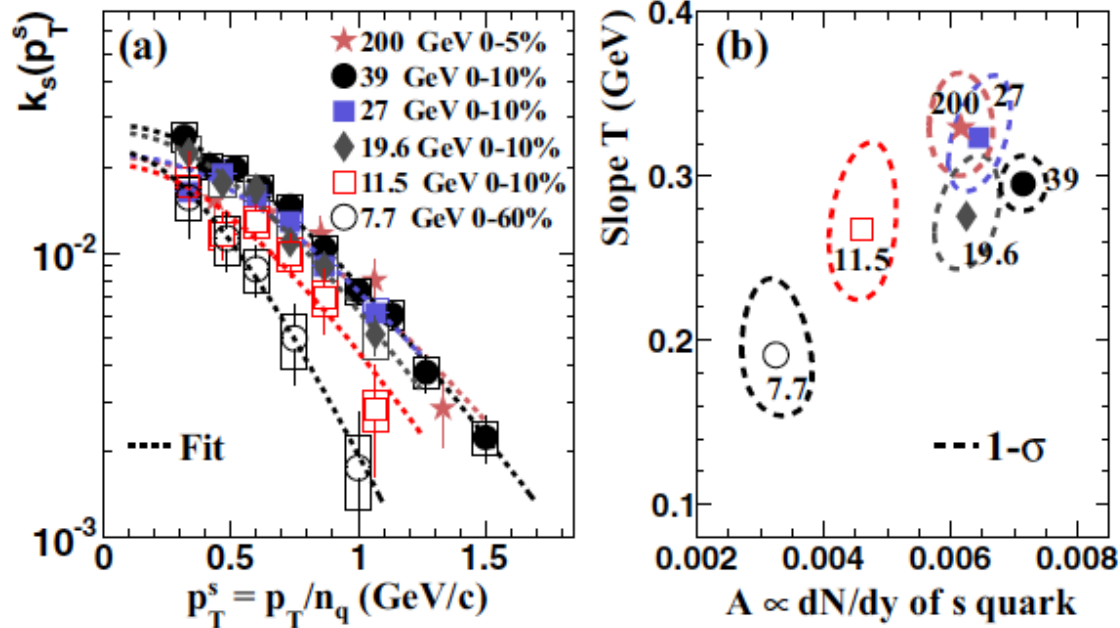 (a)
200 GeV 0-5%
39 GeV 0-10%
27 GeV 0-10%
19.6 GeV 0-10%
11.5 GeV 0-10%
7.7 GeV 0-60%
Fit
k_s(p_T^s)
10^-2
10^-3
0 0.5 1 1.5
p_T^s = p_T/n_q (GeV/c)
(b)
Slope T (GeV)
0.4
0.3
0.2
0.1
200
27
39
19.6
11.5
7.7
1-σ
0.002 0.004 0.006 0.008
A ∝ dN/dy of s quark